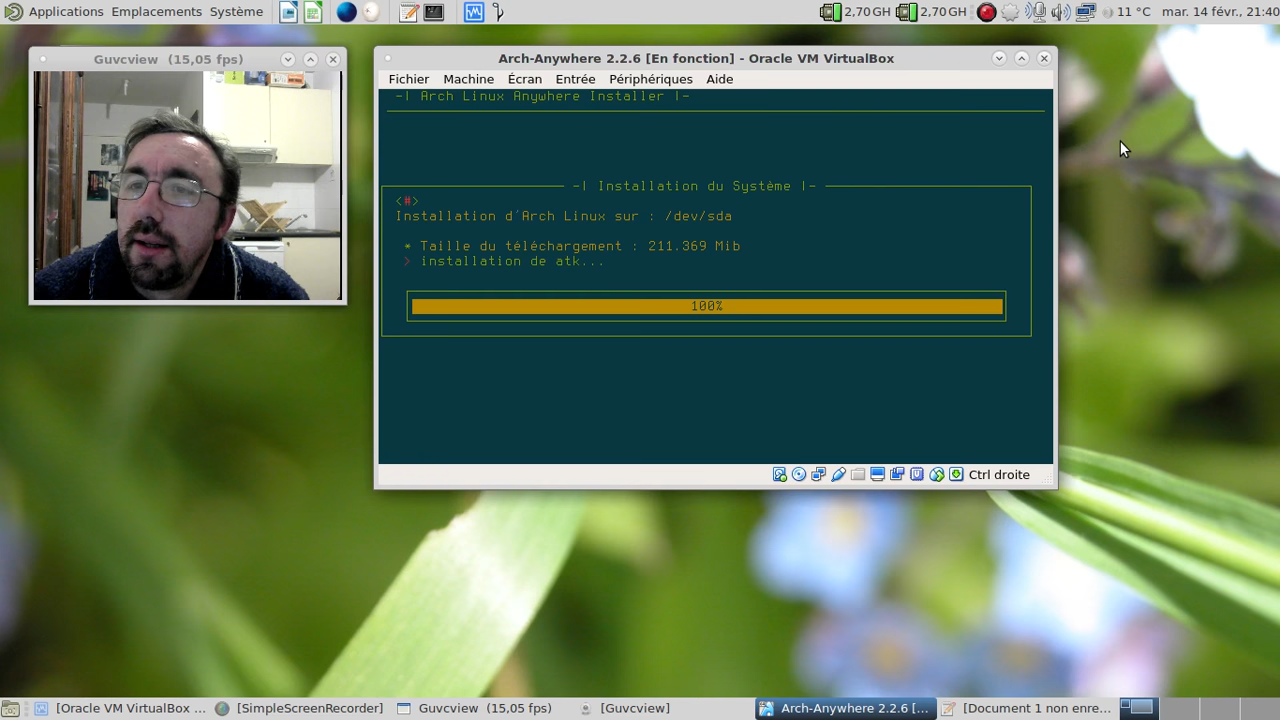 Applications Emplacements Système 2,70 GH 2,70 GH 11 °C mar. 14 févr., 21:40
Guvcview (15,05 fps)
Arch-Anywhere 2.2.6 [En fonction] - Oracle VM VirtualBox
Fichier Machine Écran Entrée Périphériques Aide
-| Arch Linux Anywhere Installer |-
-| Installation du Système |-
<#>
Installation d'Arch Linux sur : /dev/sda
* Taille du téléchargement : 211.369 Mib
> installation de atk...
100%
Ctrl droite
[Oracle VM VirtualBox ... [SimpleScreenRecorder] Guvcview (15,05 fps) [Guvcview] Arch-Anywhere 2.2.6 [... [Document 1 non enre...